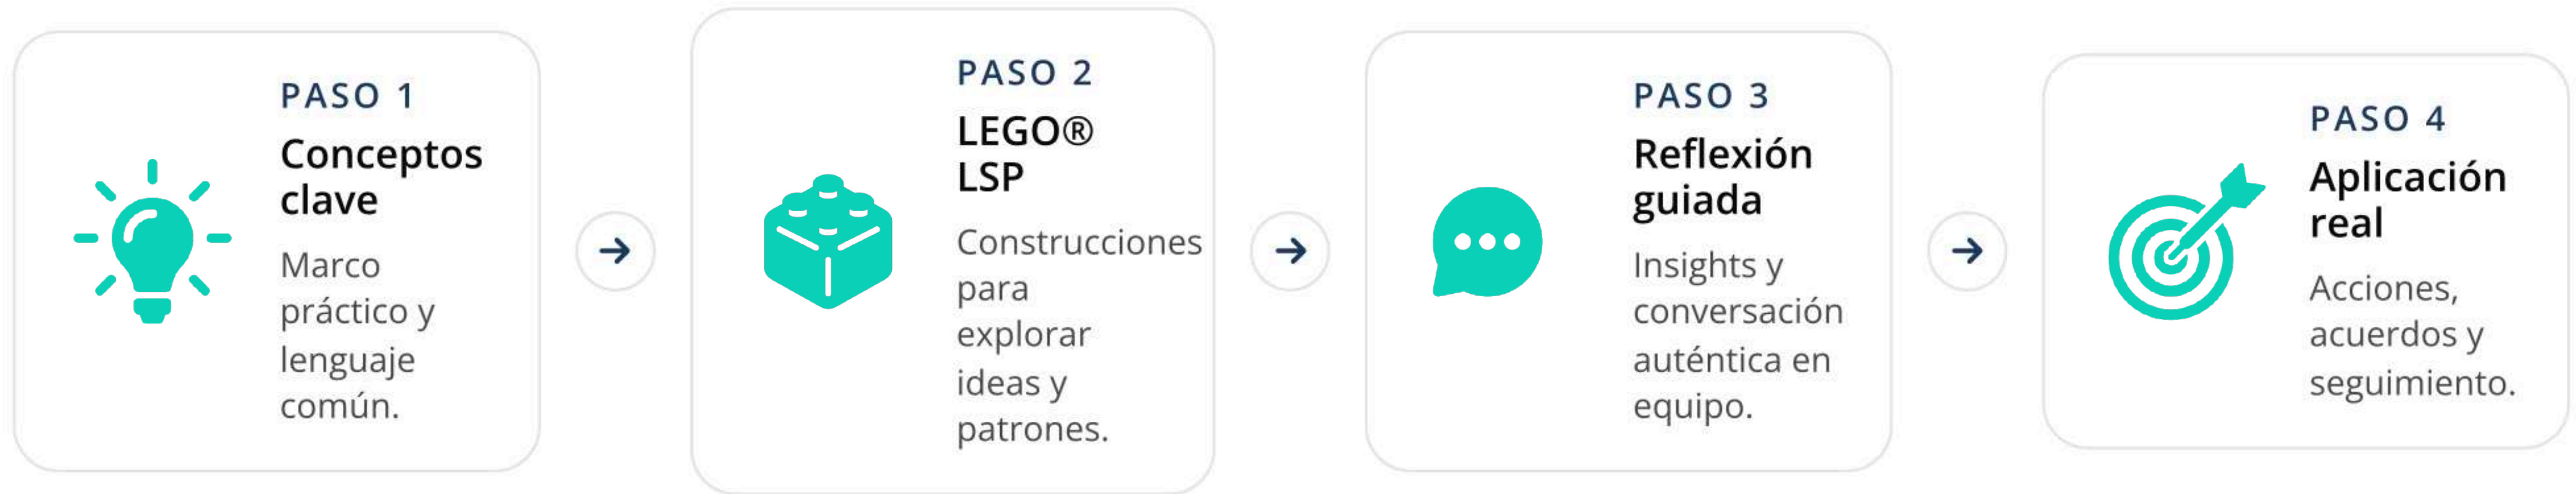 PASO 1
Conceptos
clave
Marco
práctico y
lenguaje
común.
PASO 2
LEGO®
LSP
Construcciones
para
explorar
ideas y
patrones.
PASO 3
Reflexión
guiada
Insights y
conversación
auténtica en
equipo.
PASO 4
Aplicación
real
Acciones,
acuerdos y
seguimiento.